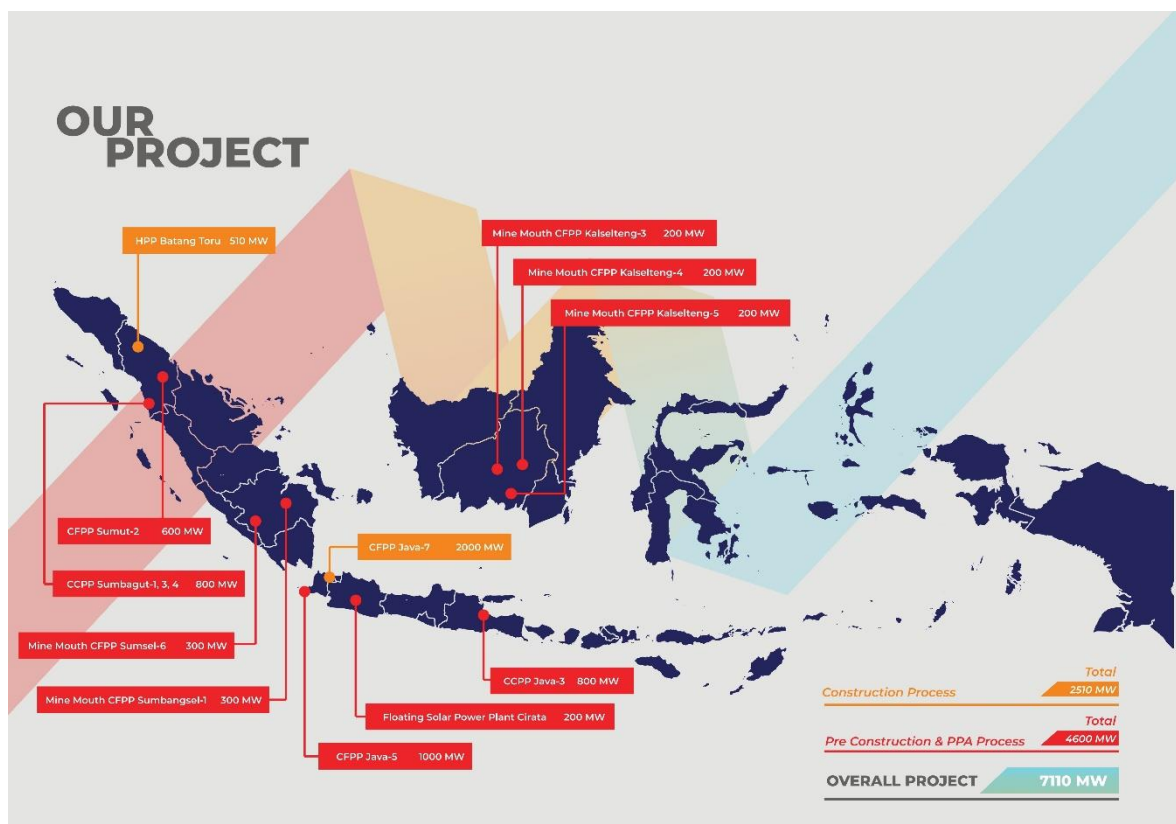 OUR
PROJECT
HPP Batang Toru 510 MW
Mine Mouth CFPP Kalselteng-3 200 MW
Mine Mouth CFPP Kalselteng-4 200 MW
Mine Mouth CFPP Kalselteng-5 200 MW
CFPP Sumut-2 600 MW
CFPP Java-7 2000 MW
CCPP Sumbagut-1, 3, 4 800 MW
Mine Mouth CFPP Sumsel-6 300 MW
CCPP Java-3 800 MW
Mine Mouth CFPP Sumbangsel-1 300 MW
Floating Solar Power Plant Cirata 200 MW
CFPP Java-5 1000 MW
Total
Construction Process 2510 MW
Total
Pre Construction & PPA Process 4600 MW
OVERALL PROJECT 7110 MW